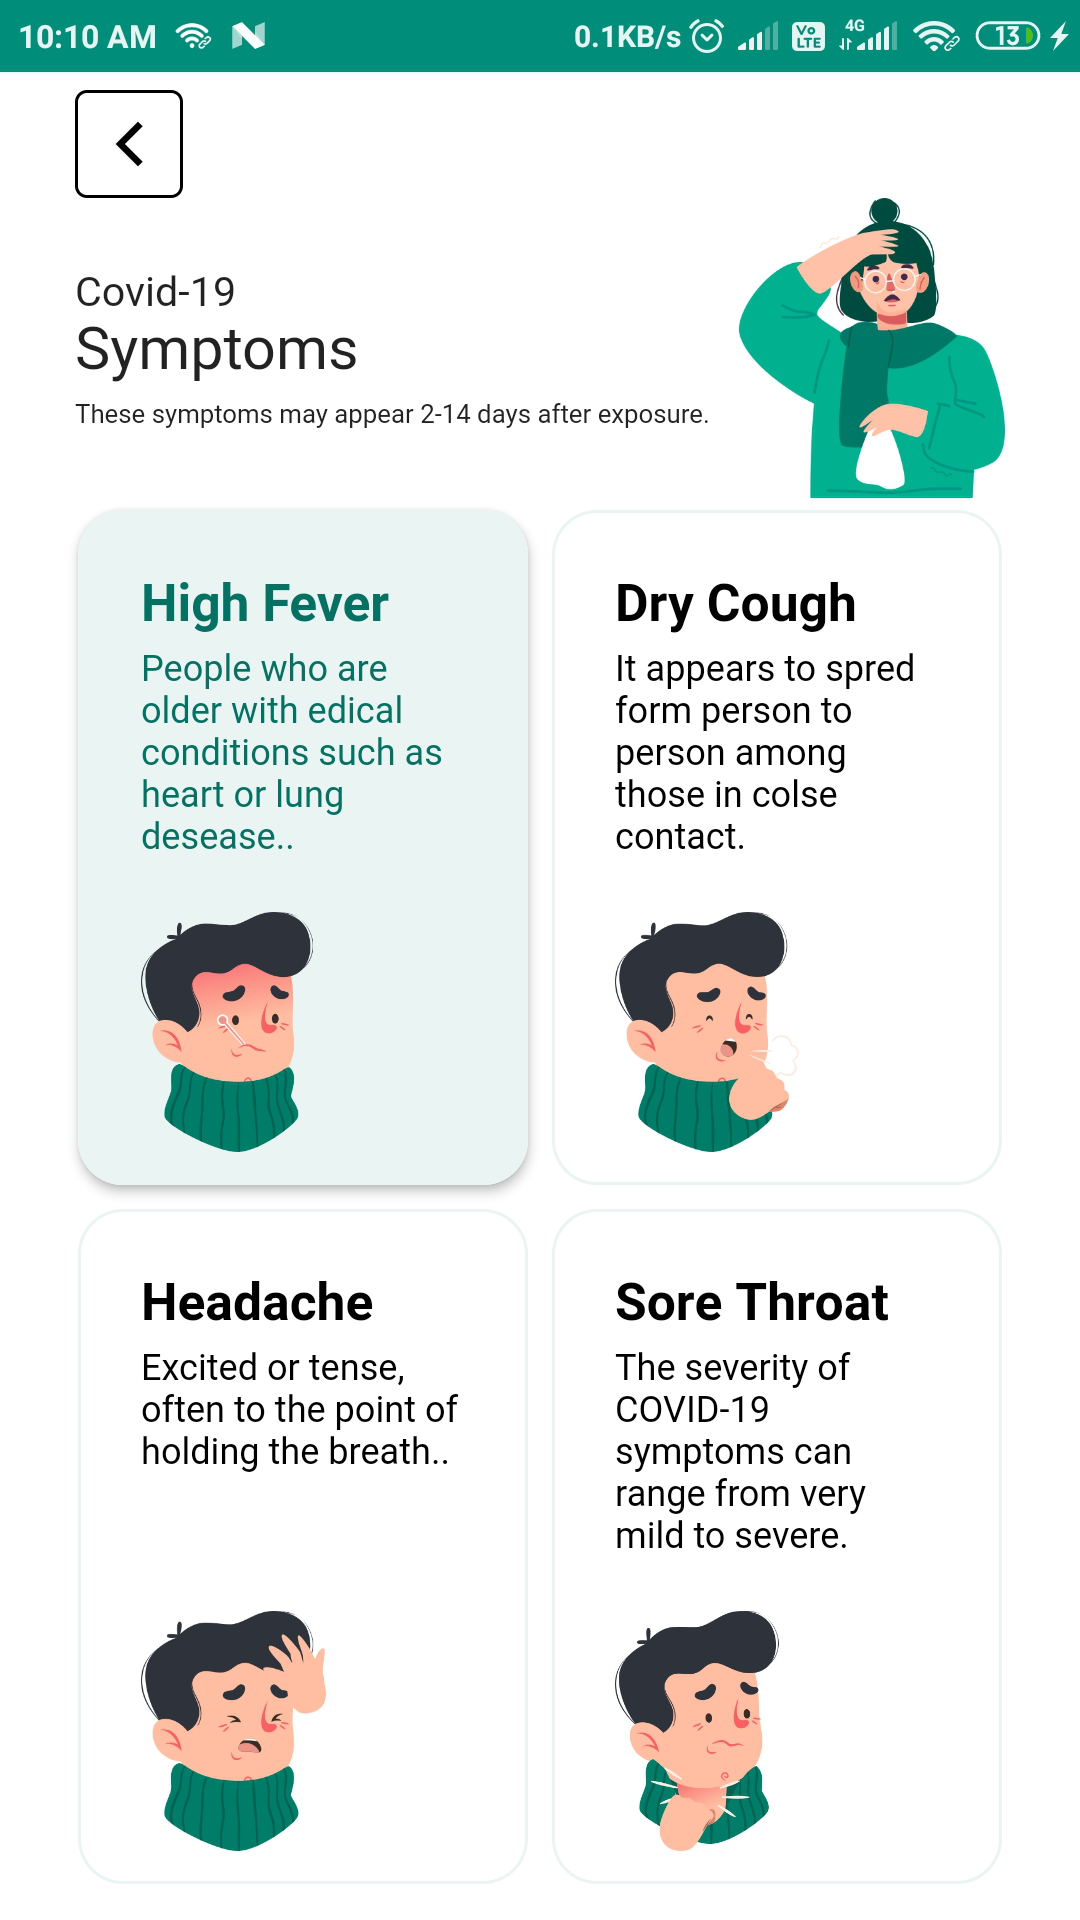 10:10 AM 0.1KB/s Vo LTE 4G 13
Covid-19
Symptoms
These symptoms may appear 2-14 days after exposure.
High Fever
People who are
older with edical
conditions such as
heart or lung
desease..
Dry Cough
It appears to spred
form person to
person among
those in colse
contact.
Headache
Excited or tense,
often to the point of
holding the breath..
Sore Throat
The severity of
COVID-19
symptoms can
range from very
mild to severe.